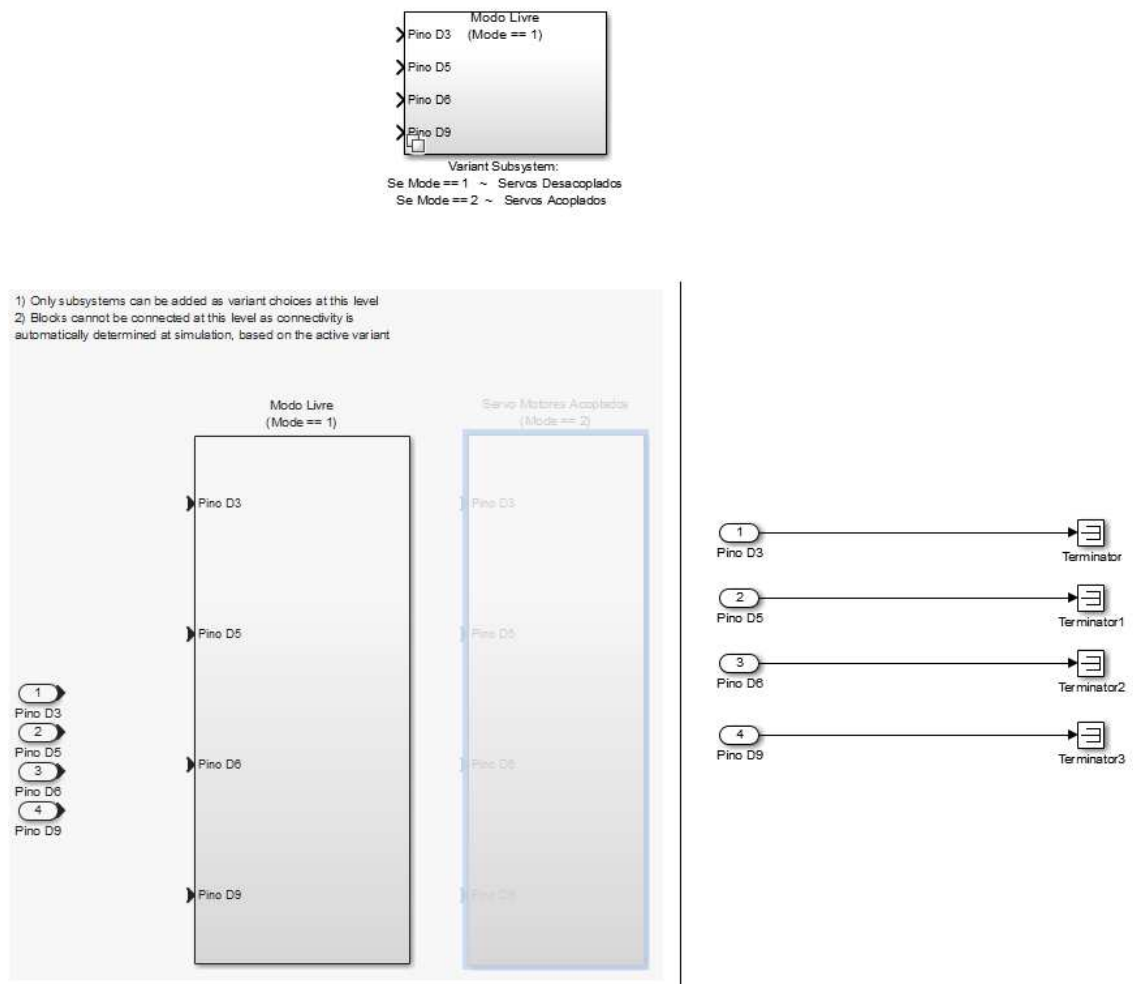 Modo Livre
(Mode == 1)
Pino D3
Pino D5
Pino D6
Pino D9
Variant Subsystem:
Se Mode == 1 ~ Servos Desacoplados
Se Mode == 2 ~ Servos Acoplados
1) Only subsystems can be added as variant choices at this level
2) Blocks cannot be connected at this level as connectivity is
automatically determined at simulation, based on the active variant
Modo Livre
(Mode == 1)
Pino D3
Pino D5
Pino D6
Pino D9
Servo Motores Acoplados
(Mode == 2)
Pino D3
Pino D5
Pino D6
Pino D9
1
Pino D3
2
Pino D5
3
Pino D6
4
Pino D9
1
Pino D3
Terminator
2
Pino D5
Terminator1
3
Pino D6
Terminator2
4
Pino D9
Terminator3